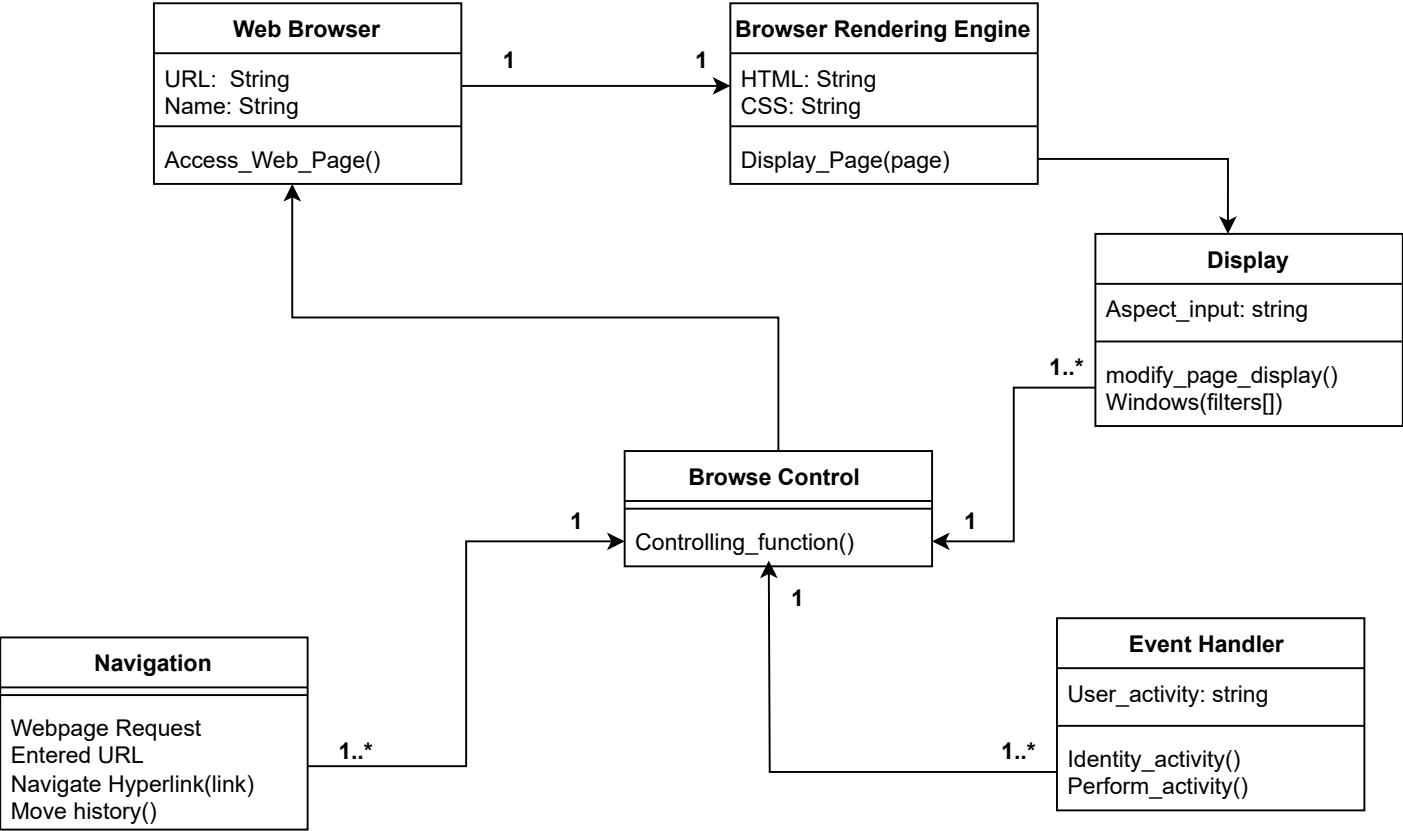 Web Browser
URL:  String
Name: String
Access_Web_Page()
1
1
Browser Rendering Engine
HTML: String
CSS: String
Display_Page(page)
Display
Aspect_input: string
modify_page_display()
Windows(filters[])
1..*
1
Browse Control
Controlling_function()
1
1
Navigation
Webpage Request
Entered URL
Navigate Hyperlink(link)
Move history()
1..*
Event Handler
User_activity: string
Identity_activity()
Perform_activity()
1..*